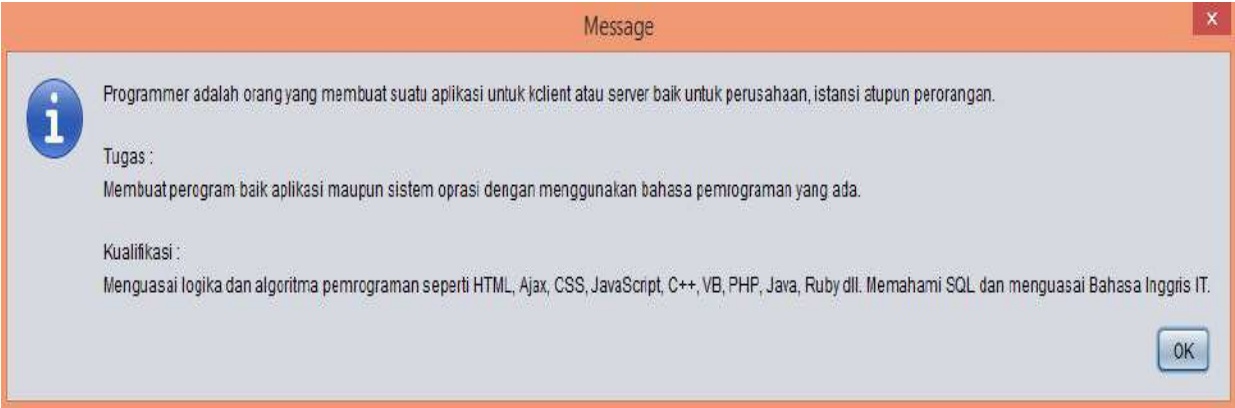 Message
x
i
Programmer adalah orang yang membuat suatu aplikasi untuk kclient atau server baik untuk perusahaan, istansi atupun perorangan.
Tugas :
Membuat perogram baik aplikasi maupun sistem oprasi dengan menggunakan bahasa pemrograman yang ada.
Kualifikasi :
Menguasai logika dan algoritma pemrograman seperti HTML, Ajax, CSS, JavaScript, C++, VB, PHP, Java, Ruby dll. Memahami SQL dan menguasai Bahasa Inggris IT.
OK